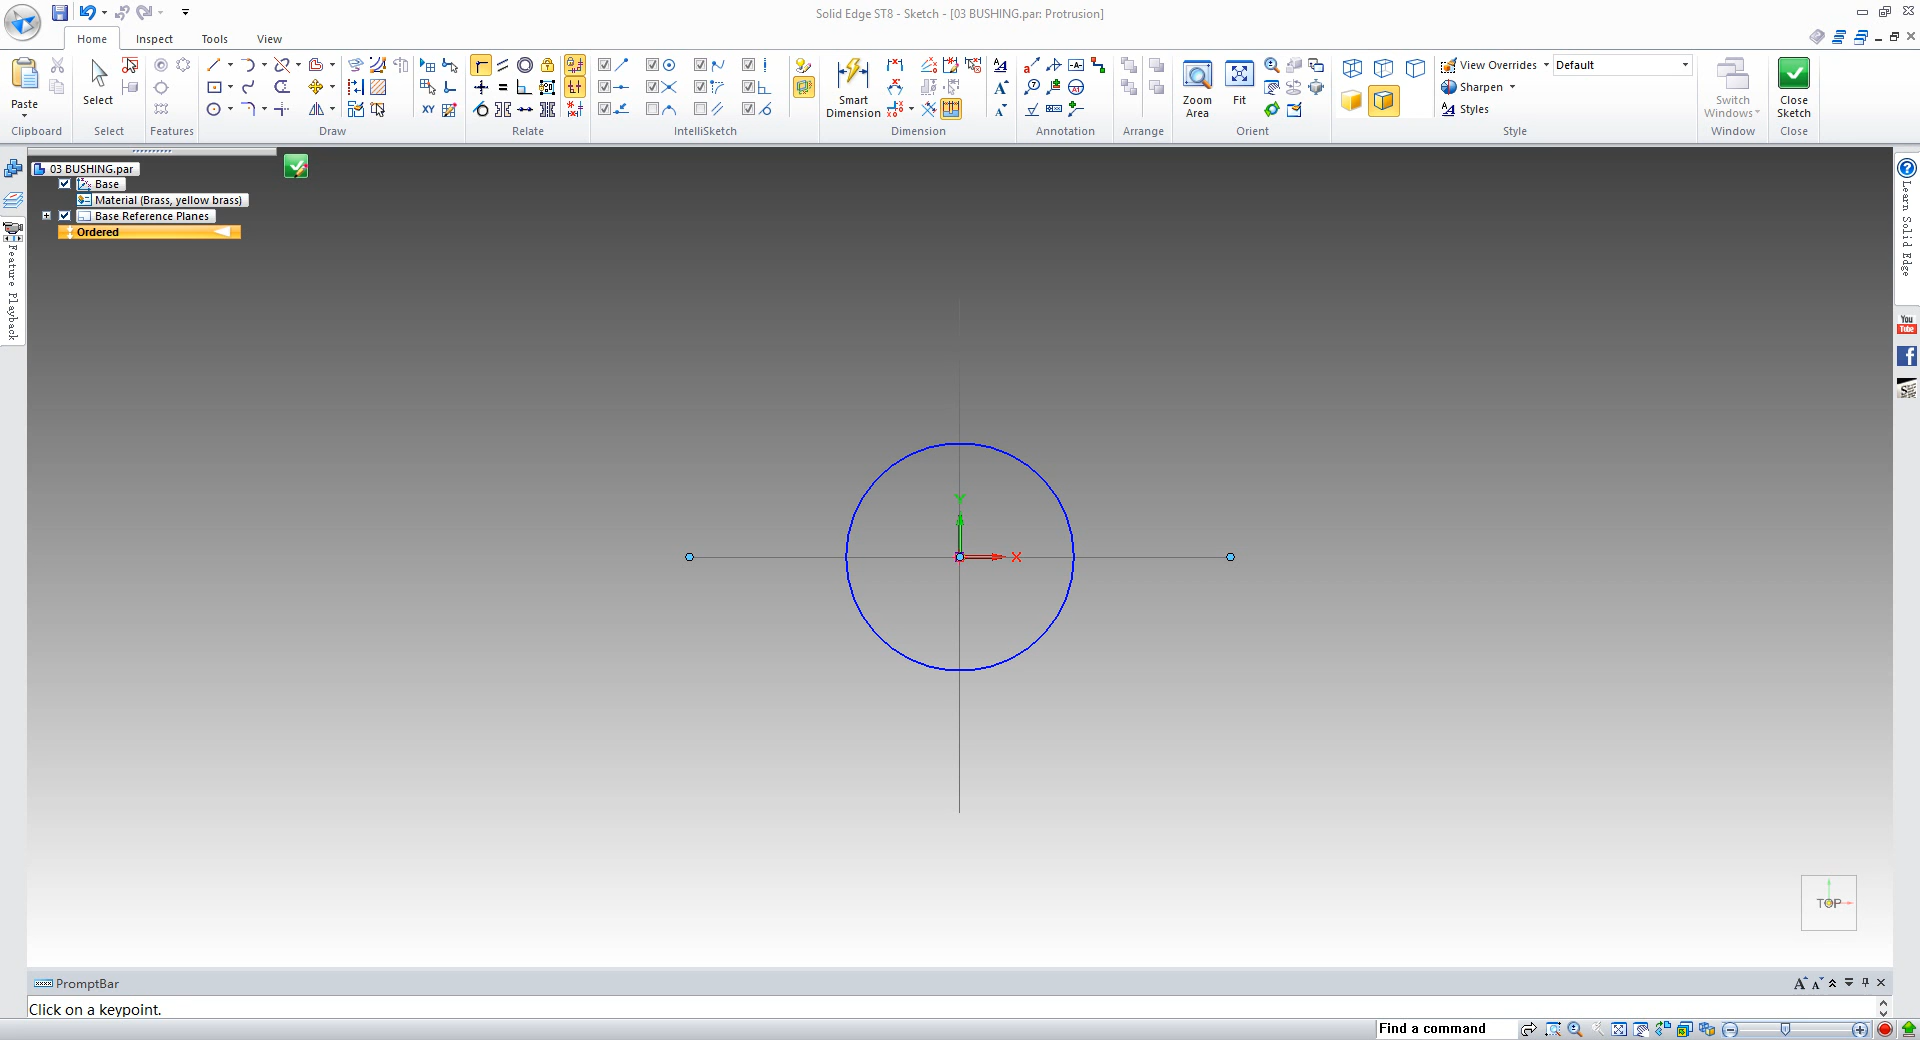 Solid Edge ST8 - Sketch - [03 BUSHING.par: Protrusion]
Home Inspect Tools View
Paste
Clipboard
Select
Select
Features
Draw
XY
Relate
IntelliSketch
Smart Dimension
Dimension
Annotation
Arrange
Zoom Area
Fit
Orient
View Overrides
Default
Sharpen
Styles
Style
Switch Windows
Window
Close Sketch
Close
03 BUSHING.par
Base
Material (Brass, yellow brass)
Base Reference Planes
Ordered
Feature Playback
Learn Solid Edge
You Tube
Y
X
TOP
PromptBar
Click on a keypoint.
Find a command